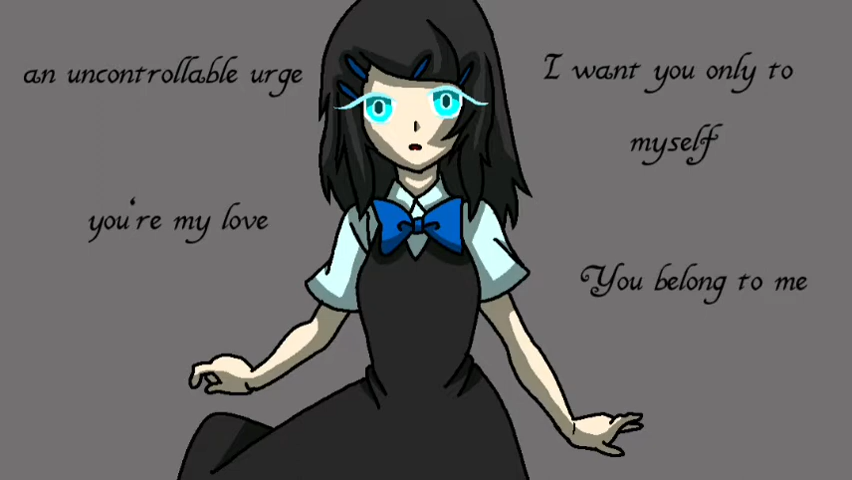 an uncontrollable urge
you're my love
I want you only to
myself
You belong to me